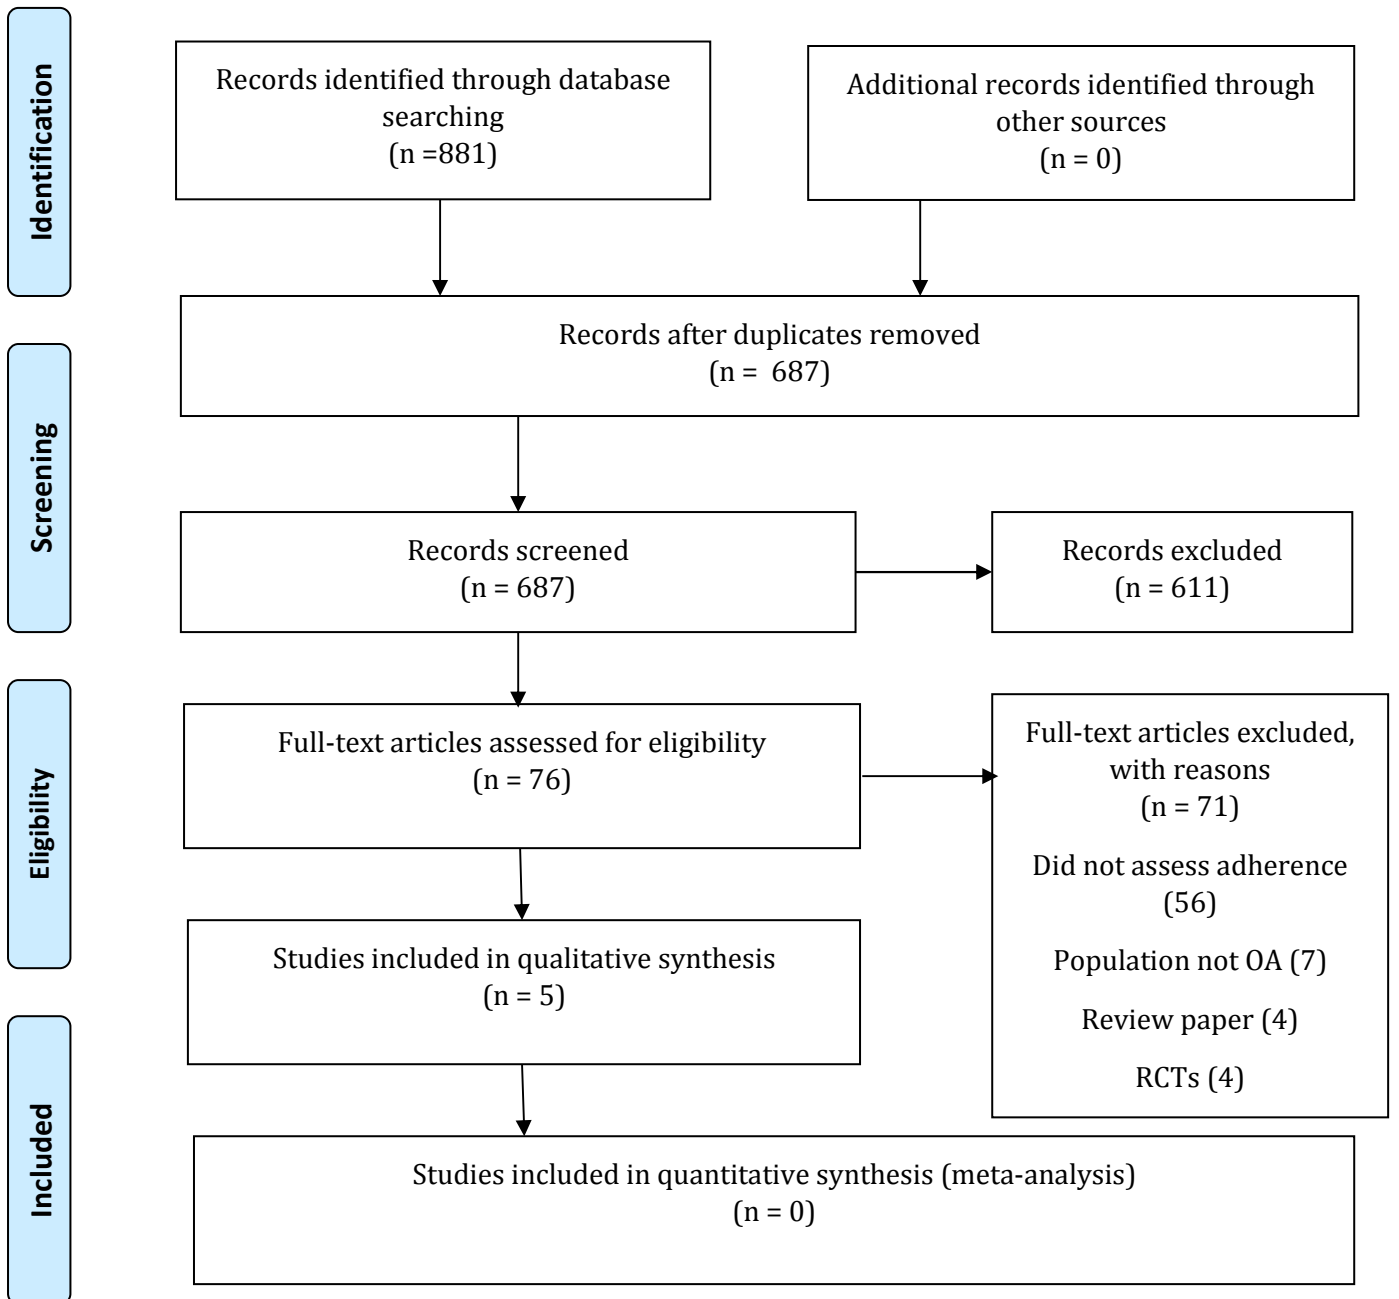 Identification
Records identified through database
searching
(n =881)
Additional records identified through
other sources
(n = 0)
Records after duplicates removed
(n =  687)
Screening
Records screened
(n = 687)
Records excluded
(n = 611)
Eligibility
Full-text articles assessed for eligibility
(n = 76)
Full-text articles excluded,
with reasons
(n = 71)
Did not assess adherence
(56)
Population not OA (7)
Review paper (4)
RCTs (4)
Studies included in qualitative synthesis
(n = 5)
Included
Studies included in quantitative synthesis (meta-analysis)
(n = 0)